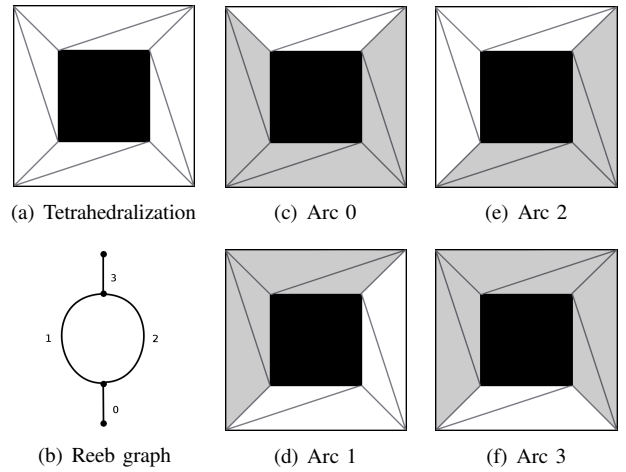 (a) Tetrahedralization
(c) Arc 0
(e) Arc 2
3
1
2
0
(b) Reeb graph
(d) Arc 1
(f) Arc 3